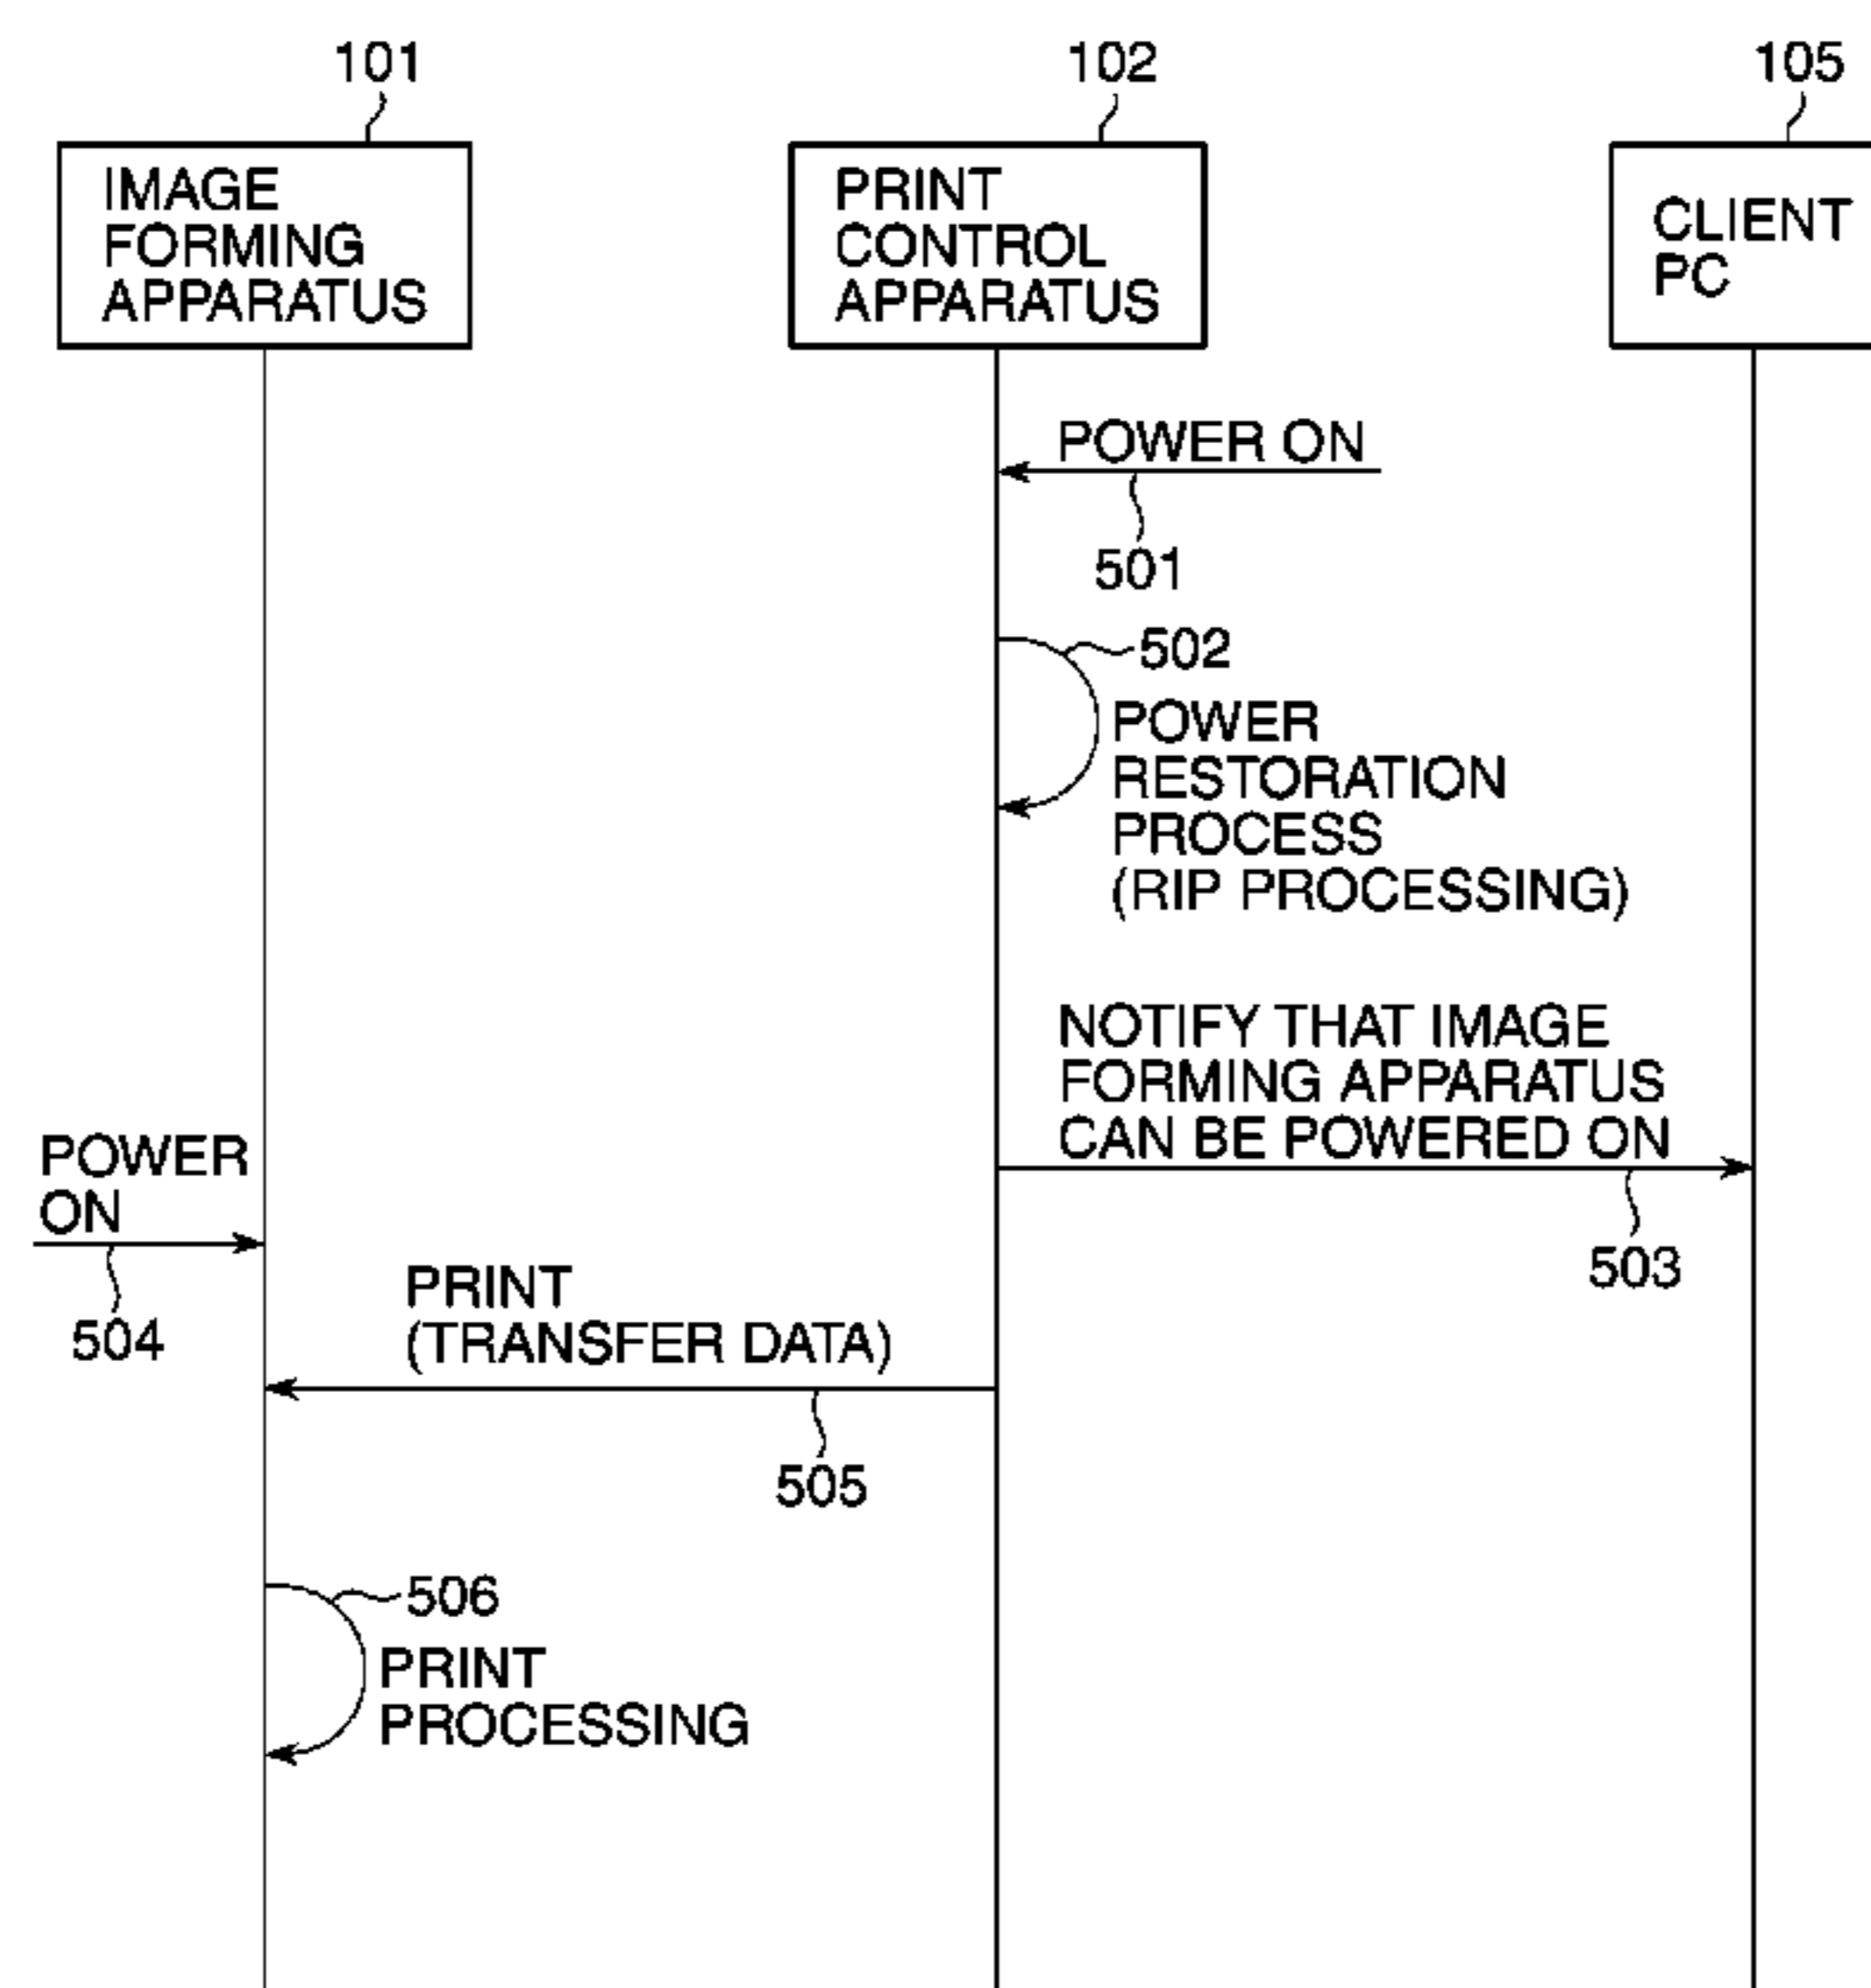 101
102
105
IMAGE
FORMING
APPARATUS
PRINT
CONTROL
APPARATUS
CLIENT
PC
POWER ON
501
502
POWER
RESTORATION
PROCESS
(RIP PROCESSING)
NOTIFY THAT IMAGE
FORMING APPARATUS
CAN BE POWERED ON
503
POWER
ON
504
PRINT
(TRANSFER DATA)
505
506
PRINT
PROCESSING